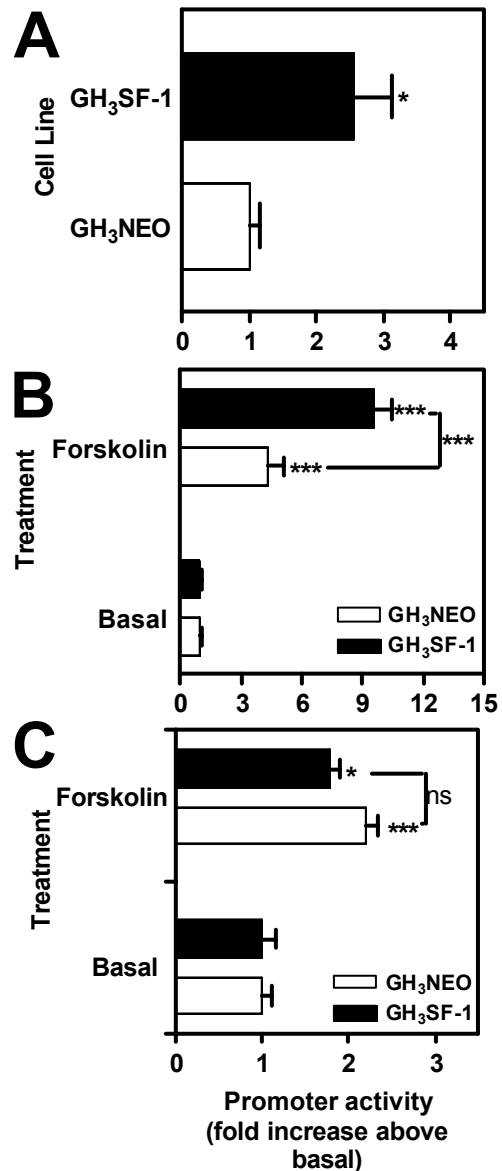 A
Cell Line
GH₃SF-1
*
GH₃NEO
0 1 2 3 4
B
Treatment
Forskolin
***
***
***
Basal
GH₃NEO
GH₃SF-1
0 3 6 9 12 15
C
Treatment
Forskolin
*
ns
***
Basal
GH₃NEO
GH₃SF-1
0 1 2 3
Promoter activity
(fold increase above
basal)